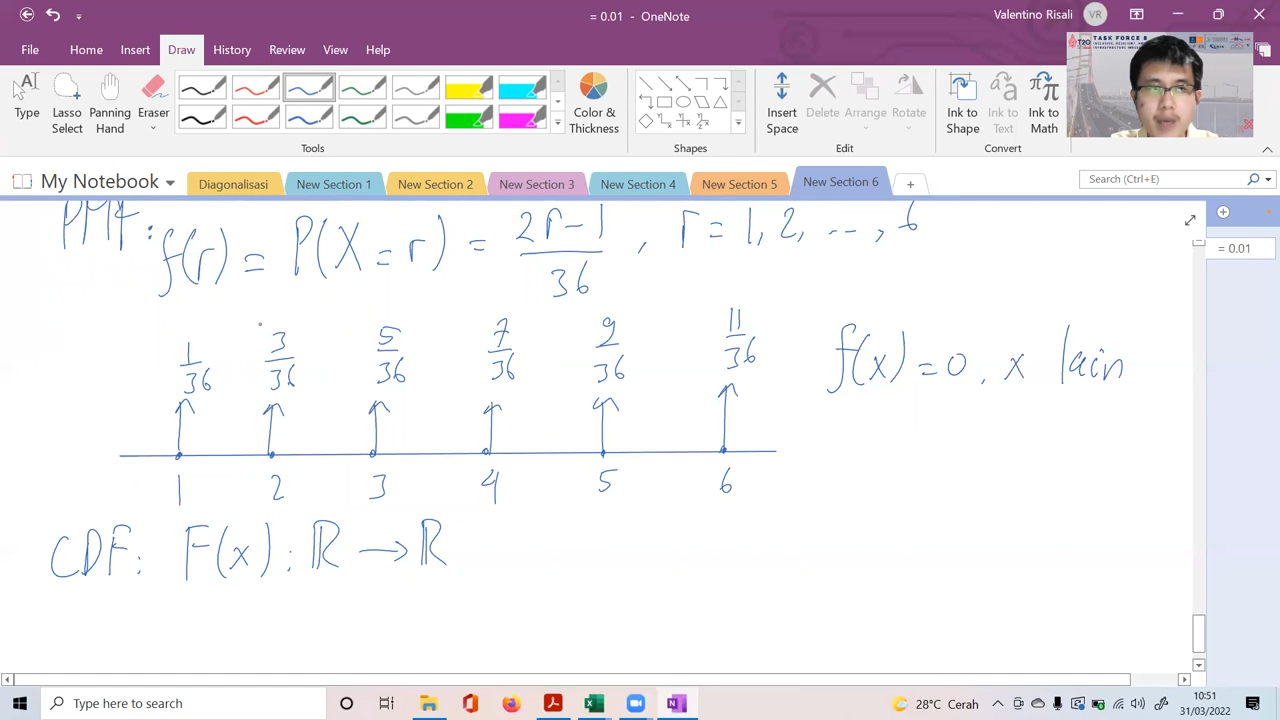 = 0.01 - OneNote
Valentino Risali VR
File Home Insert Draw History Review View Help
TASK FORCE
Type Lasso Select Panning Hand Eraser
Color & Thickness
Insert Space Delete Arrange Rotate
Ink to Shape Ink to Text Ink to Math
Tools Shapes Edit Convert
My Notebook Diagonalisasi New Section 1 New Section 2 New Section 3 New Section 4 New Section 5 New Section 6 Search (Ctrl+E)
= 0.01
PMF: f(r) = P(X = r) = (2r-1)/36 , r = 1, 2, ..., 6
1/36 3/36 5/36 7/36 9/36 11/36 f(x) = 0, x lain
1 2 3 4 5 6
CDF: F(x): ℝ → ℝ
Type here to search
28°C Cerah
10:51
31/03/2022